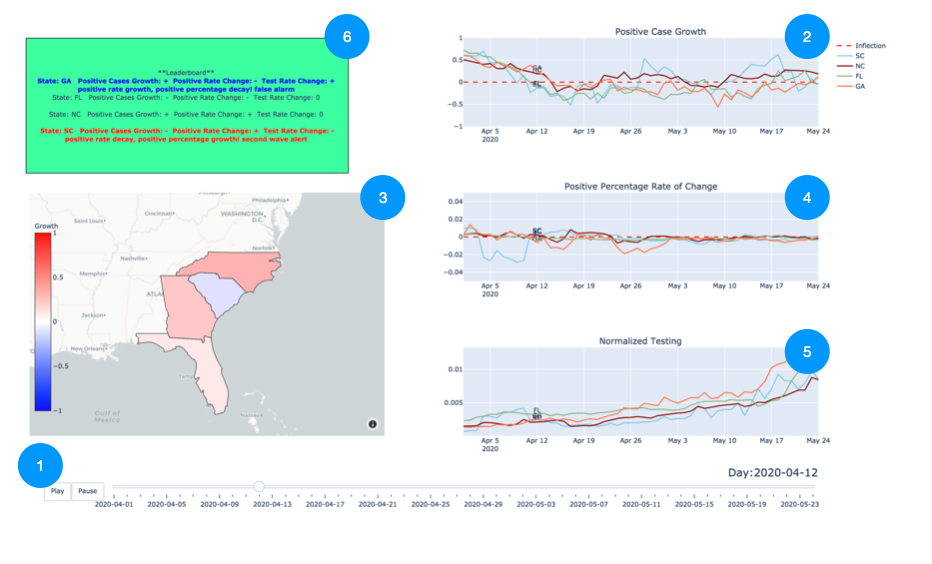 6
**Leaderboard**
State: GA Positive Cases Growth: + Positive Rate Change: - Test Rate Change: +
positive rate growth, positive percentage decay! false alarm
State: FL Positive Cases Growth: - Positive Rate Change: - Test Rate Change: 0
State: NC Positive Cases Growth: + Positive Rate Change: + Test Rate Change: 0
State: SC Positive Cases Growth: - Positive Rate Change: + Test Rate Change: -
positive rate decay, positive percentage growth! second wave alert
2
Positive Case Growth
1
0.5
0
−0.5
−1
GA
Apr 5
2020
Apr 12
Apr 19
Apr 26
May 3
May 10
May 17
May 24
Inflection
SC
NC
FL
GA
3
Philadelphia
Saint Louis
Cincinnati
WASHINGTON,
D.C.
Norfolk
Nashville
Memphis
ATLA
Jackson
New Orleans
Gulf of
Mexico
Growth
1
0.5
0
−0.5
−1
4
Positive Percentage Rate of Change
0.04
0.02
0
−0.02
−0.04
SC
Apr 5
2020
Apr 12
Apr 19
Apr 26
May 3
May 10
May 17
May 24
5
Normalized Testing
0.01
0.005
FL
Apr 5
2020
Apr 12
Apr 19
Apr 26
May 3
May 10
May 17
May 24
1
Play
Pause
Day:2020-04-12
2020-04-01
2020-04-05
2020-04-09
2020-04-13
2020-04-17
2020-04-21
2020-04-25
2020-04-29
2020-05-03
2020-05-07
2020-05-11
2020-05-15
2020-05-19
2020-05-23